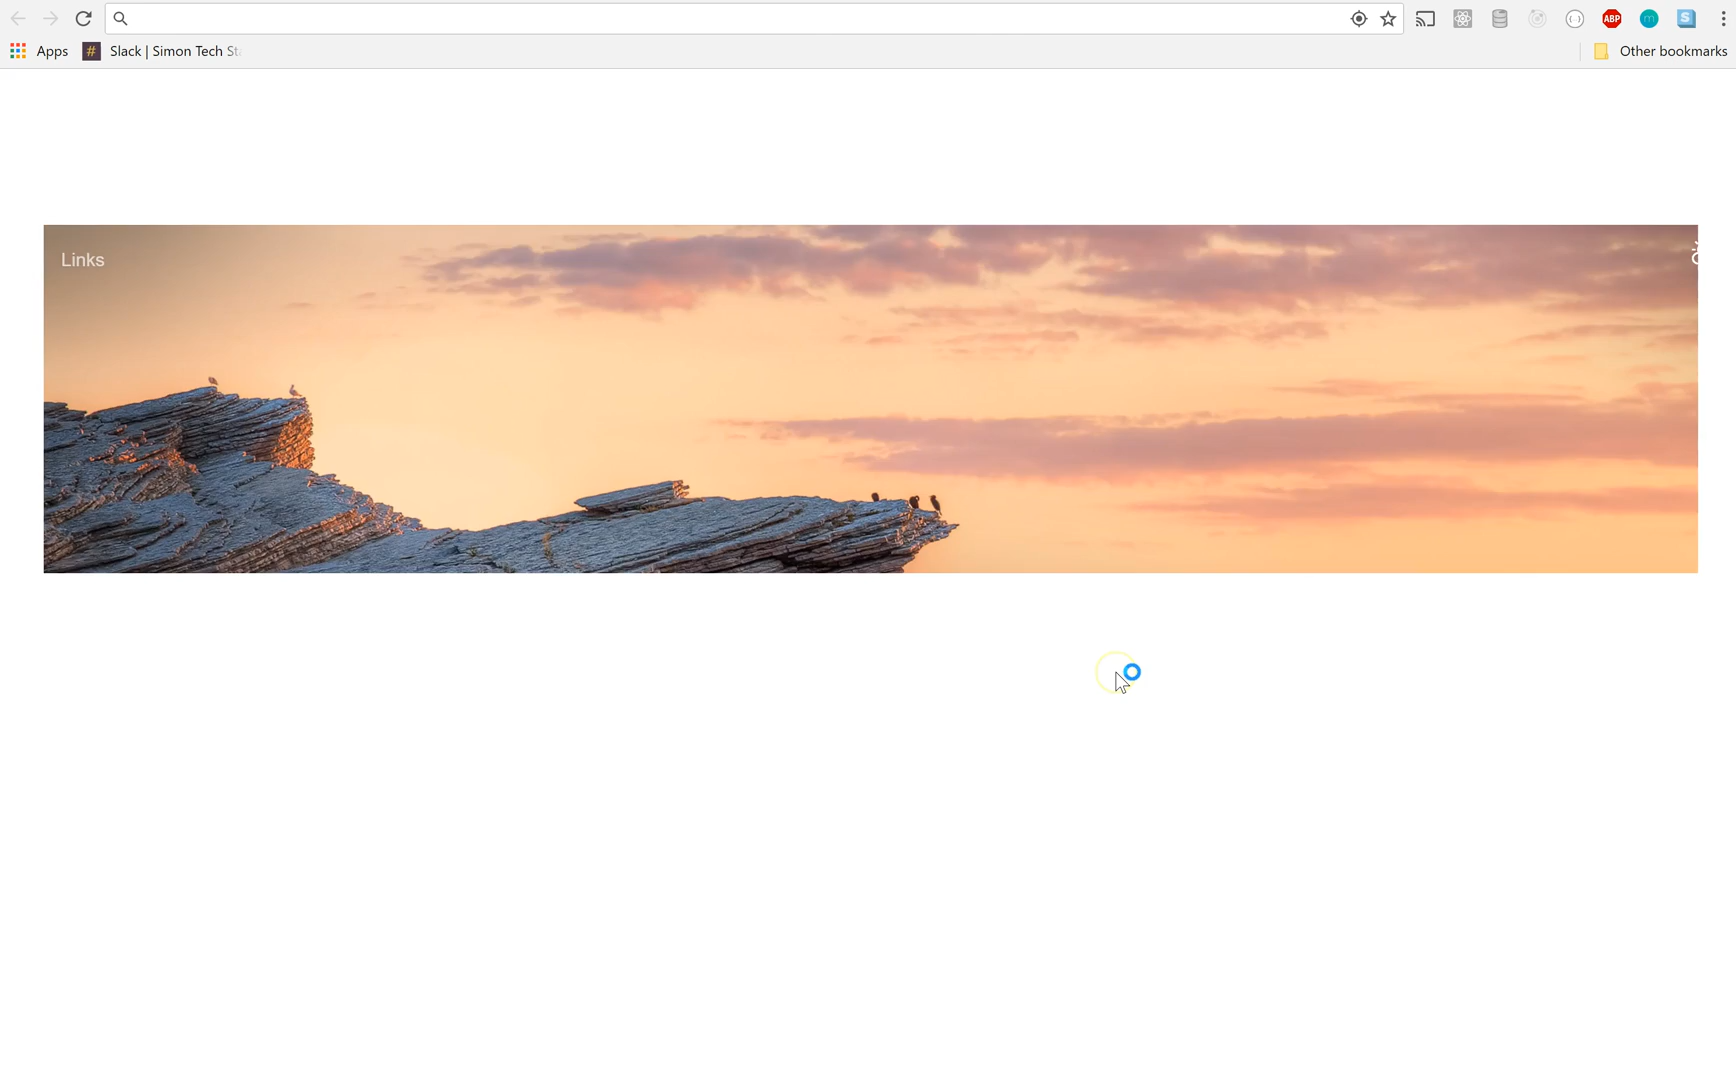 Apps
# Slack | Simon Tech St
ABP
m
S
Other bookmarks
Links